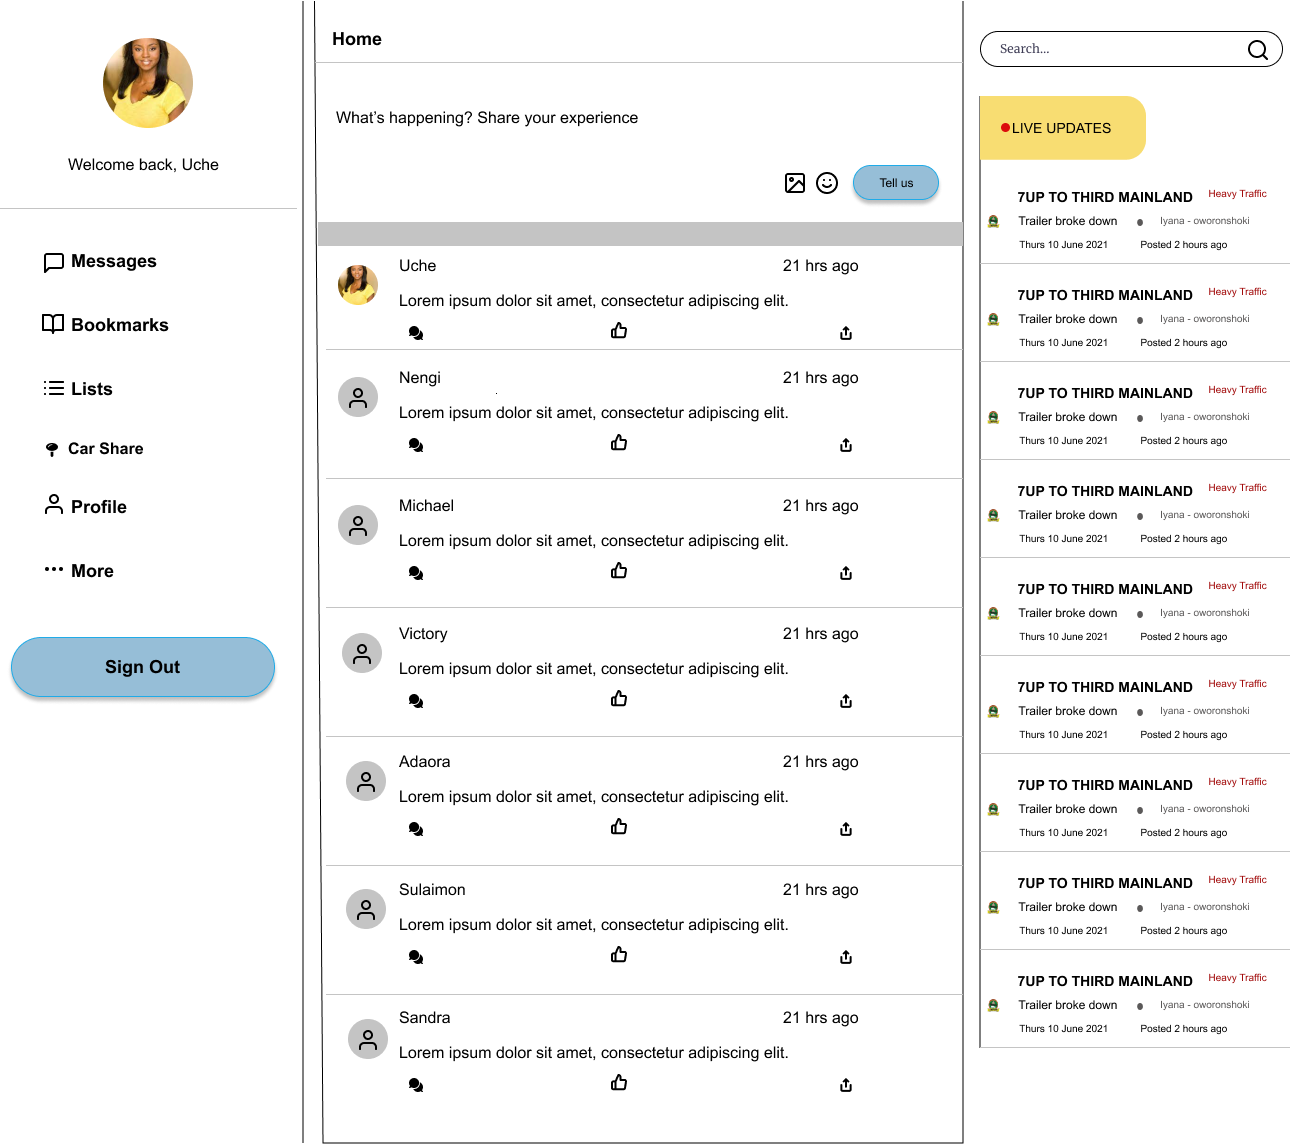 Welcome back, Uche
Messages
Bookmarks
Lists
Car Share
Profile
More
Sign Out
Home
What's happening? Share your experience
Tell us
Uche 21 hrs ago
Lorem ipsum dolor sit amet, consectetur adipiscing elit.
Nengi 21 hrs ago
Lorem ipsum dolor sit amet, consectetur adipiscing elit.
Michael 21 hrs ago
Lorem ipsum dolor sit amet, consectetur adipiscing elit.
Victory 21 hrs ago
Lorem ipsum dolor sit amet, consectetur adipiscing elit.
Adaora 21 hrs ago
Lorem ipsum dolor sit amet, consectetur adipiscing elit.
Sulaimon 21 hrs ago
Lorem ipsum dolor sit amet, consectetur adipiscing elit.
Sandra 21 hrs ago
Lorem ipsum dolor sit amet, consectetur adipiscing elit.
Search...
LIVE UPDATES
7UP TO THIRD MAINLAND Heavy Traffic
Trailer broke down Iyana - oworonshoki
Thurs 10 June 2021 Posted 2 hours ago
7UP TO THIRD MAINLAND Heavy Traffic
Trailer broke down Iyana - oworonshoki
Thurs 10 June 2021 Posted 2 hours ago
7UP TO THIRD MAINLAND Heavy Traffic
Trailer broke down Iyana - oworonshoki
Thurs 10 June 2021 Posted 2 hours ago
7UP TO THIRD MAINLAND Heavy Traffic
Trailer broke down Iyana - oworonshoki
Thurs 10 June 2021 Posted 2 hours ago
7UP TO THIRD MAINLAND Heavy Traffic
Trailer broke down Iyana - oworonshoki
Thurs 10 June 2021 Posted 2 hours ago
7UP TO THIRD MAINLAND Heavy Traffic
Trailer broke down Iyana - oworonshoki
Thurs 10 June 2021 Posted 2 hours ago
7UP TO THIRD MAINLAND Heavy Traffic
Trailer broke down Iyana - oworonshoki
Thurs 10 June 2021 Posted 2 hours ago
7UP TO THIRD MAINLAND Heavy Traffic
Trailer broke down Iyana - oworonshoki
Thurs 10 June 2021 Posted 2 hours ago
7UP TO THIRD MAINLAND Heavy Traffic
Trailer broke down Iyana - oworonshoki
Thurs 10 June 2021 Posted 2 hours ago